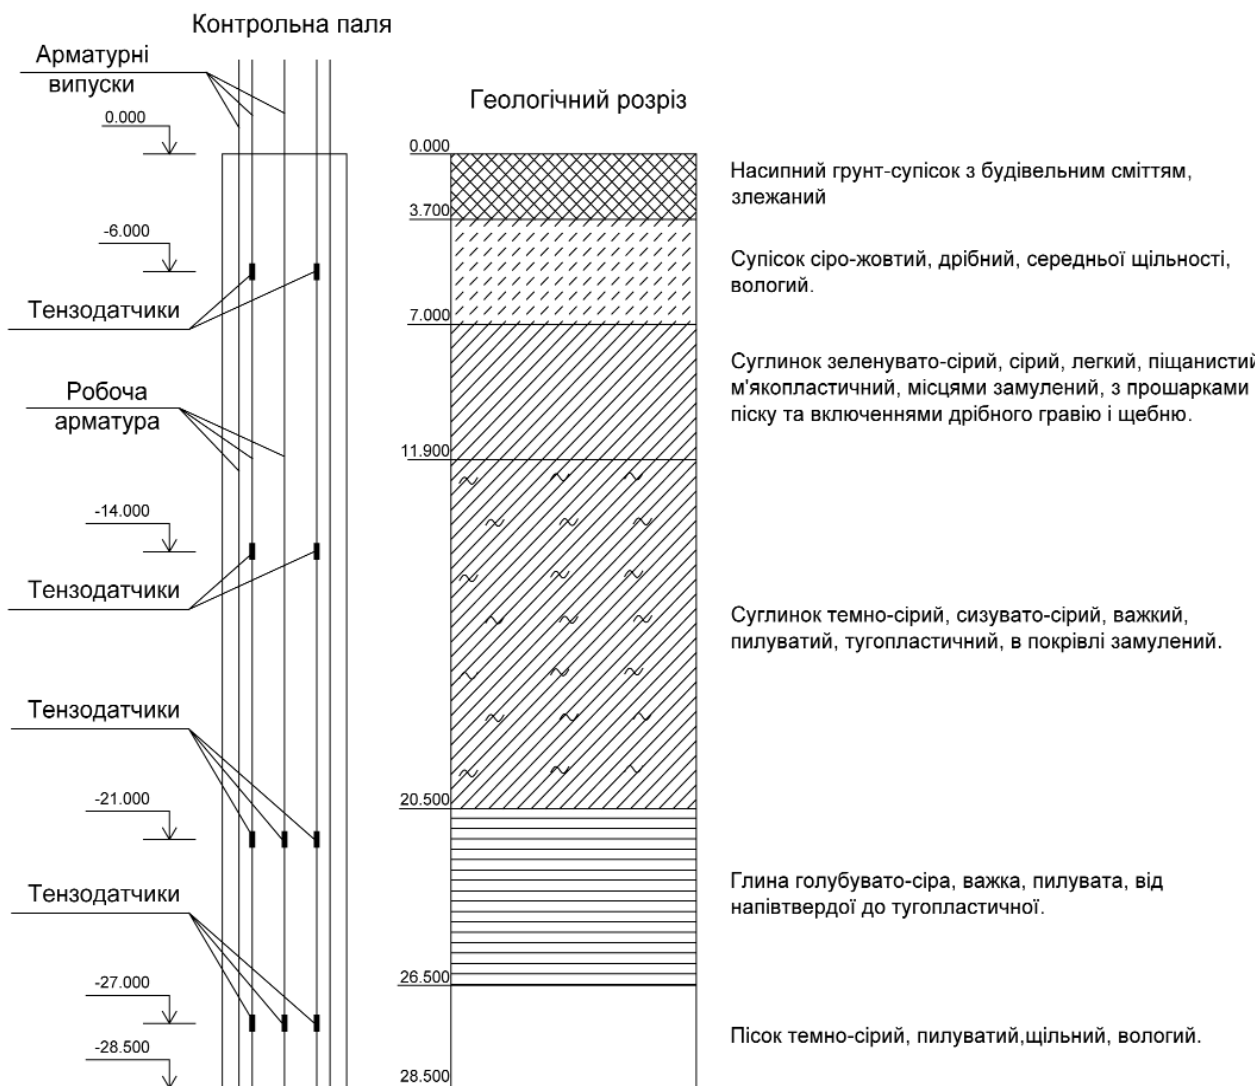 Контрольна паля
Арматурні
випуски
0.000
-6.000
Тензодатчики
Робоча
арматура
-14.000
Тензодатчики
Тензодатчики
-21.000
Тензодатчики
-27.000
-28.500
Геологічний розріз
0.000
3.700
7.000
11.900
20.500
26.500
28.500
Насипний грунт-супісок з будівельним сміттям,
злежаний
Супісок сіро-жовтий, дрібний, середньої щільності,
вологий.
Суглинок зеленувато-сірий, сірий, легкий, піщанистий
м'якопластичний, місцями замулений, з прошарками
піску та включеннями дрібного гравію і щебню.
Суглинок темно-сірий, сизувато-сірий, важкий,
пилуватий, тугопластичний, в покрівлі замулений.
Глина голубувато-сіра, важка, пилувата, від
напівтвердої до тугопластичної.
Пісок темно-сірий, пилуватий,щільний, вологий.